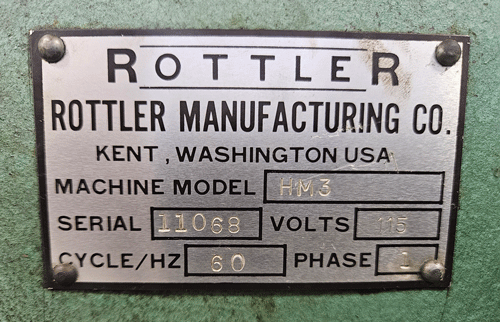 ROTTLER
ROTTLER MANUFACTURING CO.
KENT, WASHINGTON USA
MACHINE MODEL HM3
SERIAL 11068 VOLTS 115
CYCLE/HZ 60 PHASE 1